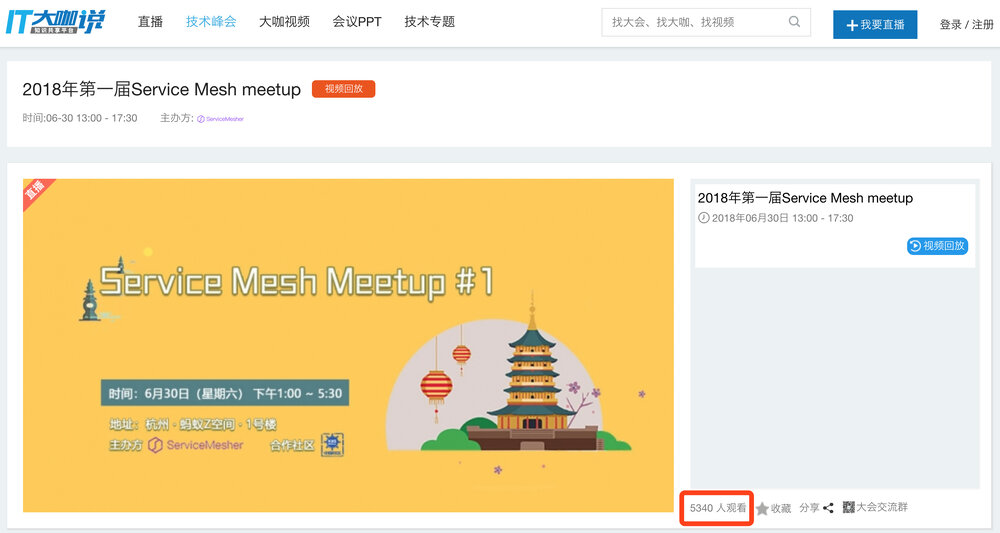 IT大咖说
知识共享平台
直播 技术峰会 大咖视频 会议PPT 技术专题
找大会、找大咖、找视频
+我要直播
登录 / 注册
2018年第一届Service Mesh meetup 视频回放
时间:06-30 13:00 - 17:30 主办方: ServiceMesher
直播
Service Mesh Meetup #1
时间：6月30日（星期六） 下午1:00 ~ 5:30
地址：杭州 · 蚂蚁Z空间 · 1号楼
主办方 ServiceMesher 合作社区
2018年第一届Service Mesh meetup
2018年06月30日 13:00 - 17:30
视频回放
5340 人观看 收藏 分享 大会交流群